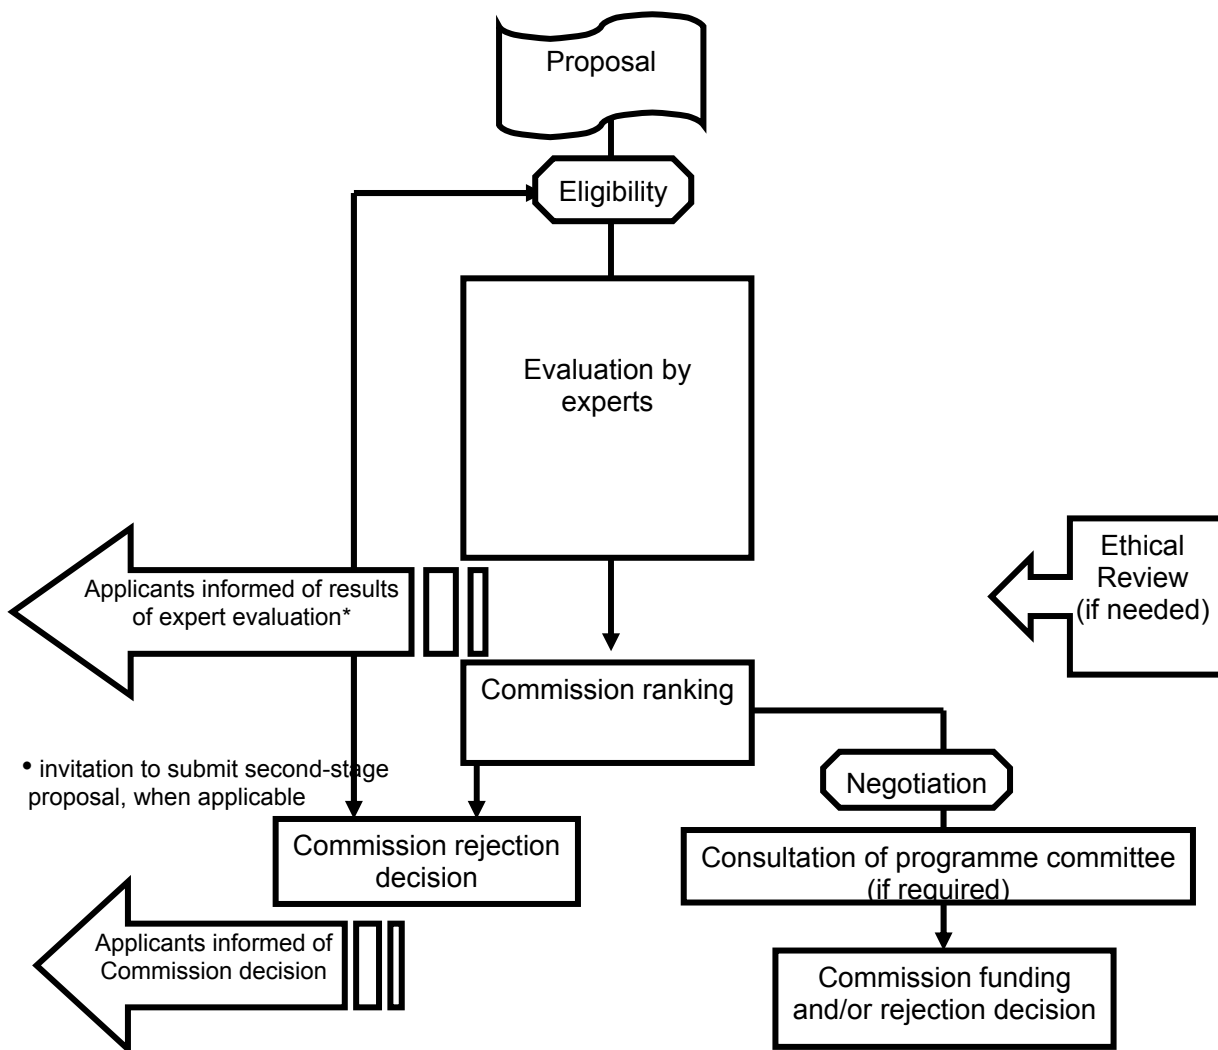 Proposal
Eligibility
Evaluation by
experts
Ethical
Review
(if needed)
Applicants informed of results
of expert evaluation*
Commission ranking
• invitation to submit second-stage
proposal, when applicable
Negotiation
Commission rejection
decision
Consultation of programme committee
(if required)
Applicants informed of
Commission decision
Commission funding
and/or rejection decision